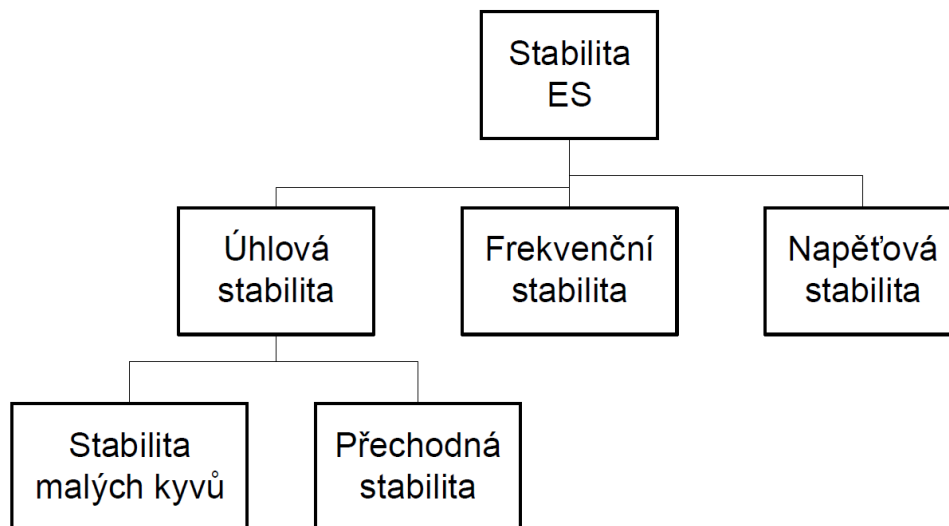 Stabilita
ES
Úhlová
stabilita
Frekvenční
stabilita
Napěťová
stabilita
Stabilita
malých kyvů
Přechodná
stabilita